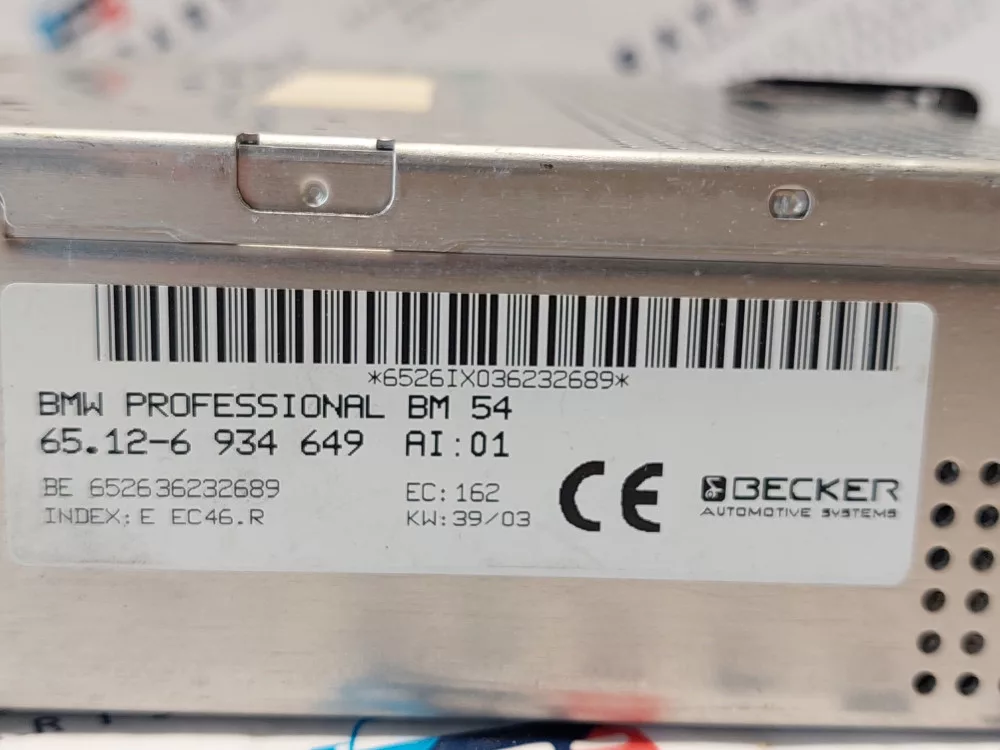 *6526IX036232689*
BMW PROFESSIONAL BM 54
65.12-6 934 649 AI:01
BE 652636232689 EC:162
INDEX: E EC46.R KW:39/03
CE
BECKER
AUTOMOTIVE SYSTEMS